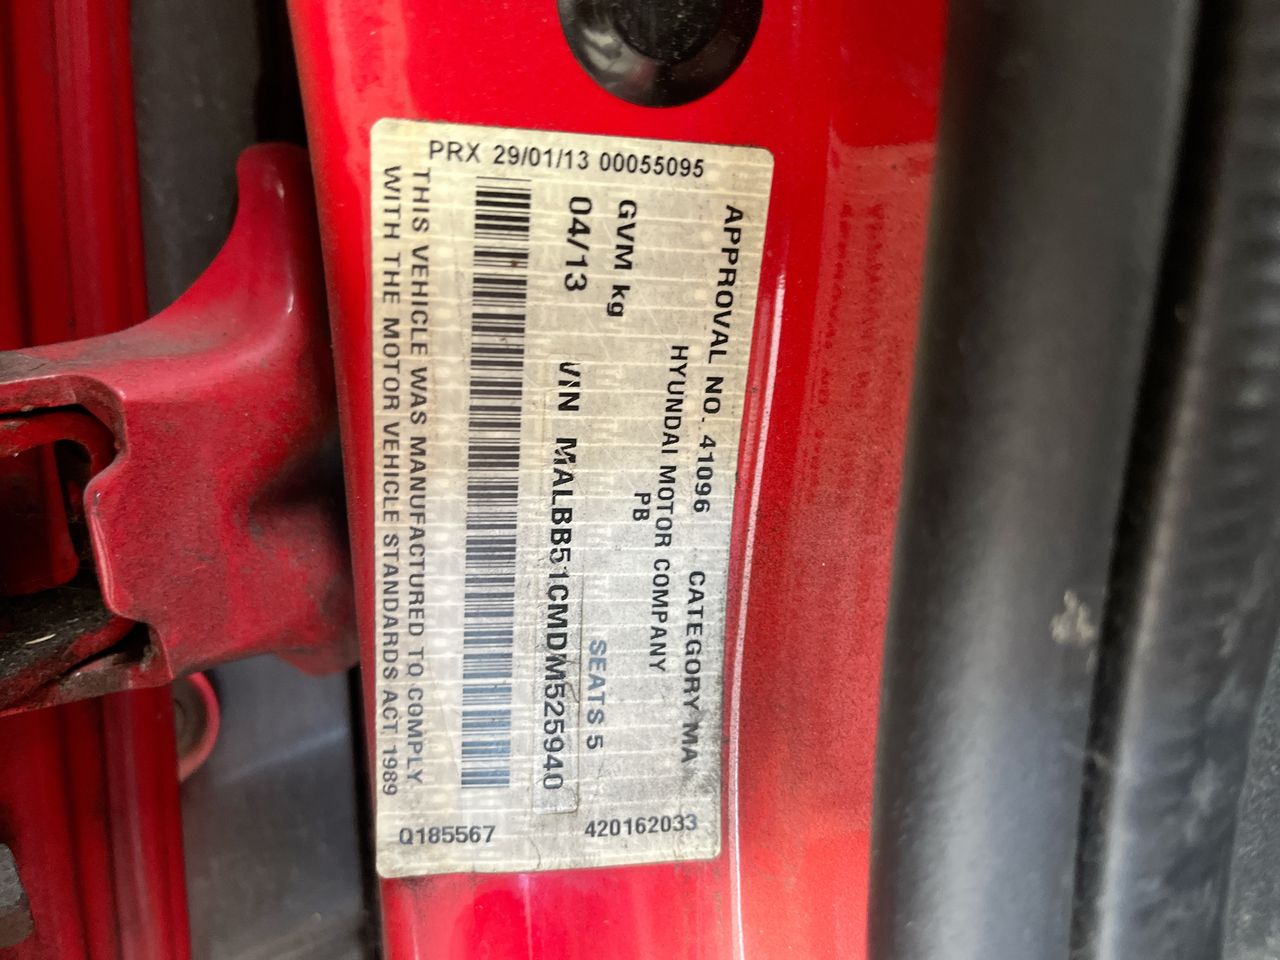 PRX 29/01/13 00055095
APPROVAL NO. 41096 CATEGORY MA
HYUNDAI MOTOR COMPANY
PB
GVM kg SEATS 5
04/13 VIN MALBB51CMDM525940
THIS VEHICLE WAS MANUFACTURED TO COMPLY
WITH THE MOTOR VEHICLE STANDARDS ACT 1989
420162033
Q185567